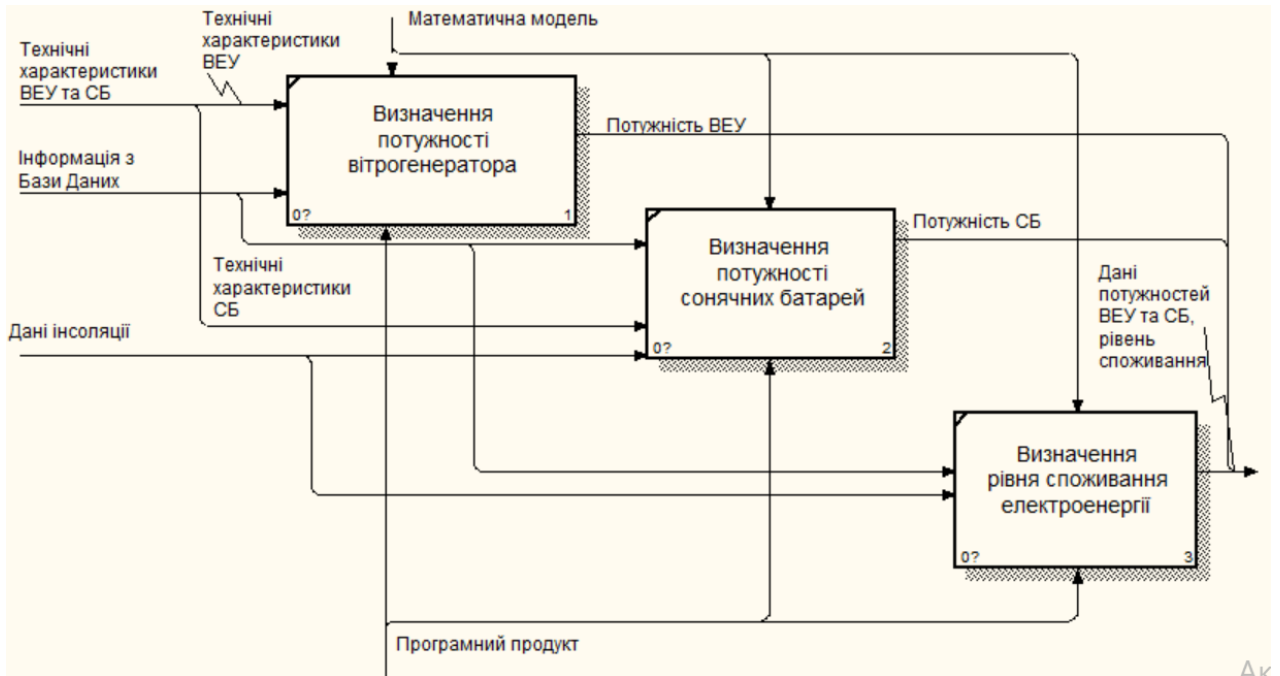 Технічні
характеристики
ВЕУ
Математична модель
Технічні
характеристики
ВЕУ та СБ
Визначення
потужності
вітрогенератора
0?
1
Потужність ВЕУ
Інформація з
Бази Даних
Визначення
потужності
сонячних батарей
0?
2
Потужність СБ
Технічні
характеристики
СБ
Дані
потужностей
ВЕУ та СБ,
рівень
споживання
Дані інсоляції
Визначення
рівня споживання
електроенергії
0?
3
Програмний продукт
Ак